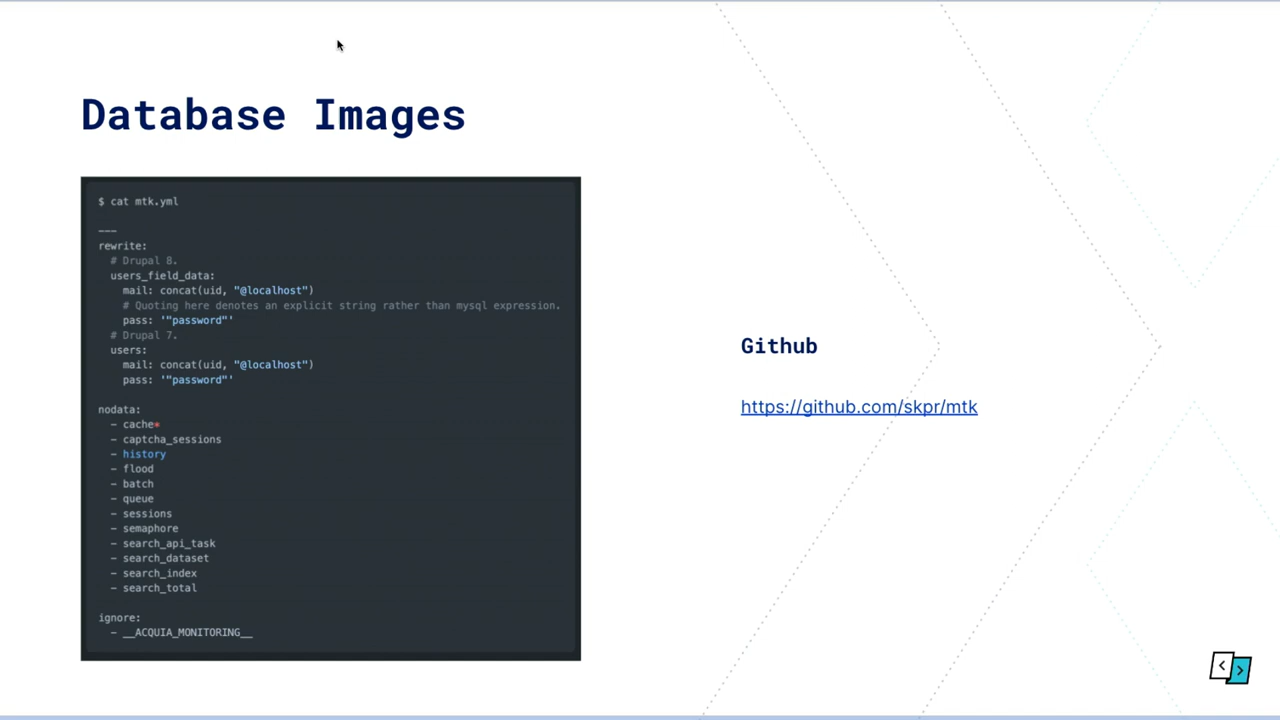 Database Images
$ cat mtk.yml
---
rewrite:
# Drupal 8.
users_field_data:
mail: concat(uid, "@localhost")
# Quoting here denotes an explicit string rather than mysql expression.
pass: '"password"'
# Drupal 7.
users:
mail: concat(uid, "@localhost")
pass: '"password"'
nodata:
- cache*
- captcha_sessions
- history
- flood
- batch
- queue
- sessions
- semaphore
- search_api_task
- search_dataset
- search_index
- search_total
ignore:
- __ACQUIA_MONITORING__
Github
https://github.com/skpr/mtk